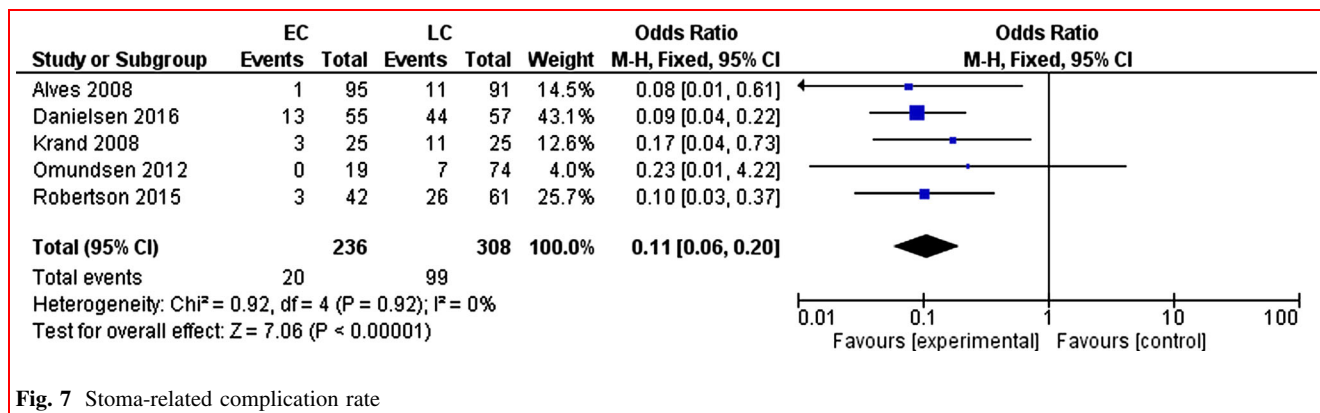 EC LC Odds Ratio Odds Ratio
Study or Subgroup Events Total Events Total Weight M-H, Fixed, 95% CI M-H, Fixed, 95% CI
Alves 2008 1 95 11 91 14.5% 0.08 [0.01, 0.61]
Danielsen 2016 13 55 44 57 43.1% 0.09 [0.04, 0.22]
Krand 2008 3 25 11 25 12.6% 0.17 [0.04, 0.73]
Omundsen 2012 0 19 7 74 4.0% 0.23 [0.01, 4.22]
Robertson 2015 3 42 26 61 25.7% 0.10 [0.03, 0.37]
Total (95% CI) 236 308 100.0% 0.11 [0.06, 0.20]
Total events 20 99
Heterogeneity: Chi² = 0.92, df = 4 (P = 0.92); I² = 0%
Test for overall effect: Z = 7.06 (P < 0.00001)
0.01 0.1 1 10 100
Favours [experimental] Favours [control]
Fig. 7 Stoma-related complication rate